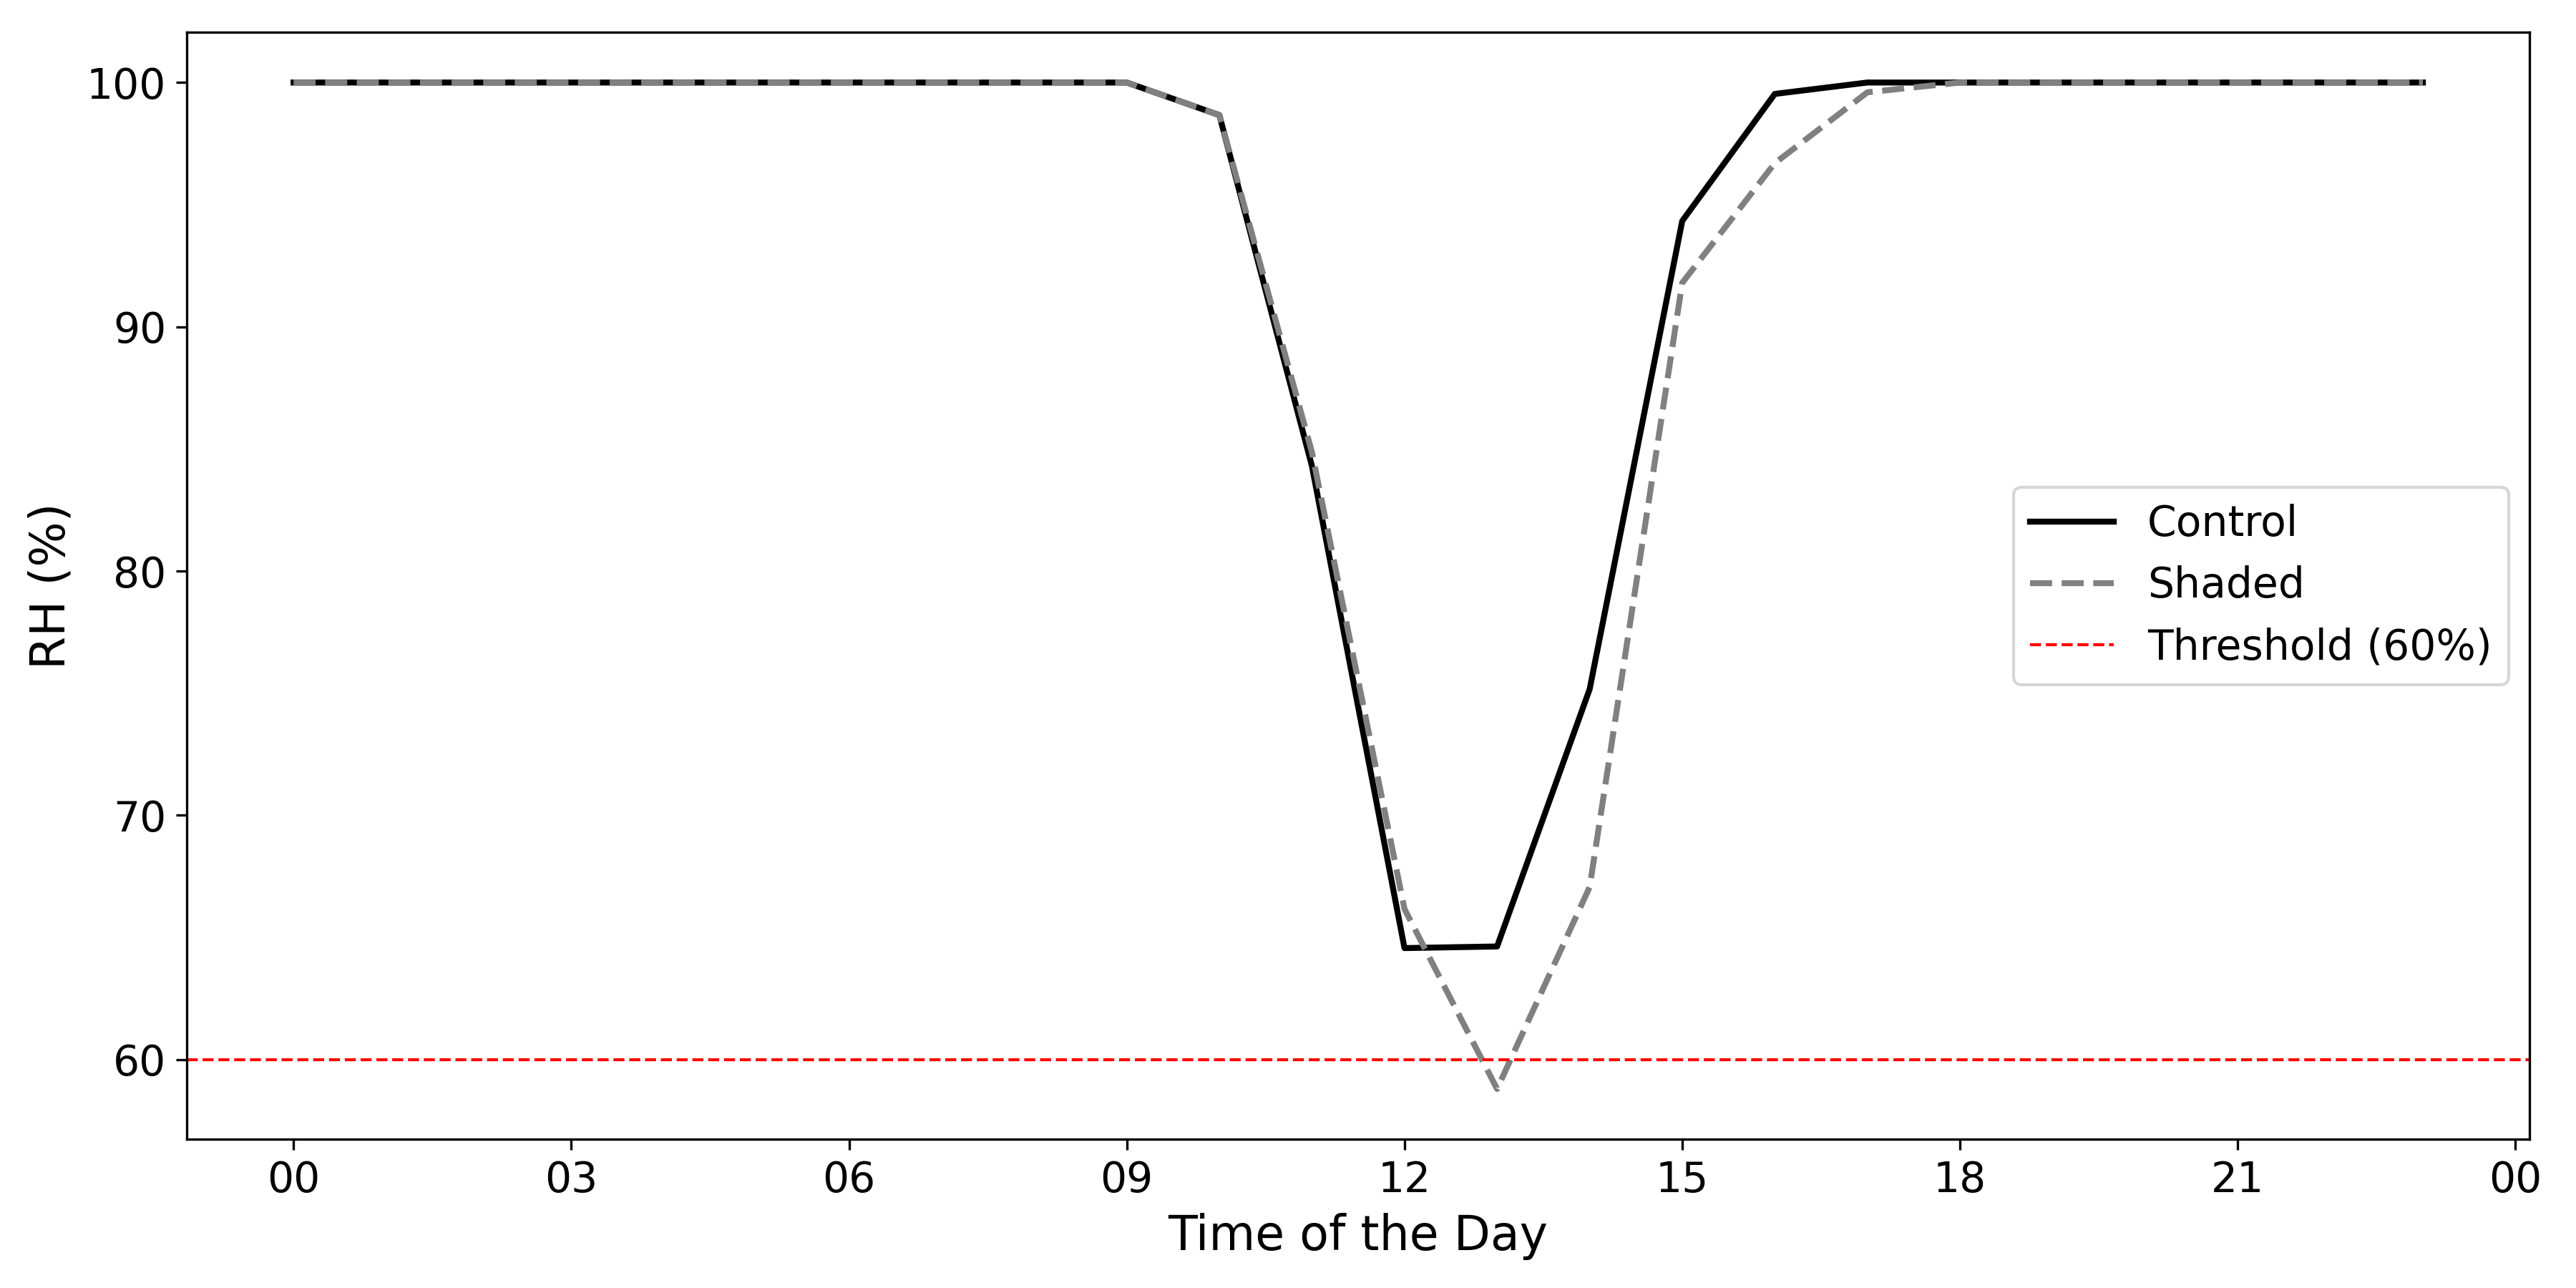 100
90
80
70
60
RH (%)
Control
Shaded
Threshold (60%)
00 03 06 09 12 15 18 21 00
Time of the Day